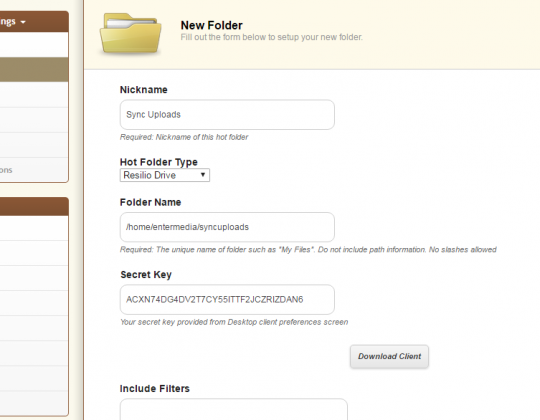 ngs
New Folder
Fill out the form below to setup your new folder.
Nickname
Sync Uploads
Required: Nickname of this hot folder
Hot Folder Type
Resilio Drive
Folder Name
/home/entermedia/syncuploads
Required: The unique name of folder such as "My Files". Do not include path information. No slashes allowed
ons
Secret Key
ACXN74DG4DV2T7CY55ITTF2JCZRIZDAN6
Your secret key provided from Desktop client preferences screen
Download Client
Include Filters